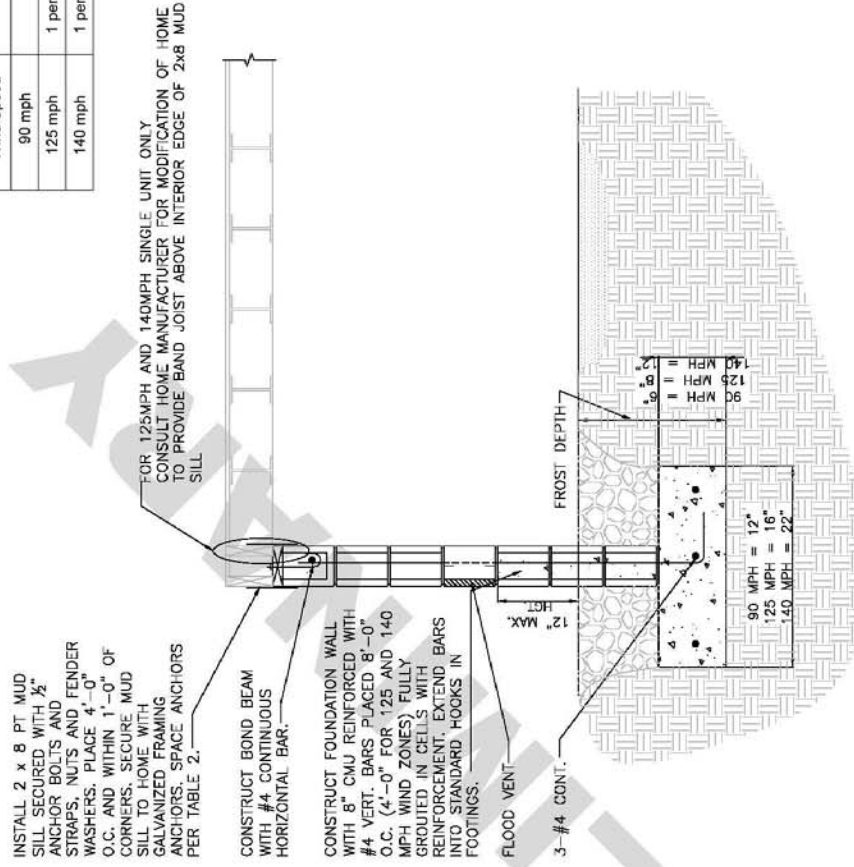 Wind Speed
90 mph
125 mph
1 per
140 mph
1 per
INSTALL 2 x 8 PT MUD
SILL SECURED WITH ½"
ANCHOR BOLTS AND
STRAPS, NUTS AND FENDER
WASHERS. PLACE 4'-0"
O.C. AND WITHIN 1'-0" OF
CORNERS. SECURE MUD
SILL TO HOME WITH
GALVANIZED FRAMING
ANCHORS. SPACE ANCHORS
PER TABLE 2.
FOR 125MPH AND 140MPH SINGLE UNIT ONLY
CONSULT HOME MANUFACTURER FOR MODIFICATION OF HOME
TO PROVIDE BAND JOIST ABOVE INTERIOR EDGE OF 2x8 MUD
SILL
CONSTRUCT BOND BEAM
WITH #4 CONTINUOUS
HORIZONTAL BAR.
CONSTRUCT FOUNDATION WALL
WITH 8" CMU REINFORCED WITH
#4 VERT. BARS PLACED 8'-0"
O.C. (4'-0" FOR 125 AND 140
MPH WIND ZONES) FULLY
GROUTED IN CELLS WITH
REINFORCEMENT. EXTEND BARS
INTO STANDARD HOOKS IN
FOOTINGS.
FLOOD VENT
3-#4 CONT.
12" MAX.
HGT.
FROST DEPTH
90 MPH = 6"
125 MPH = 8"
140 MPH = 12"
90 MPH = 12"
125 MPH = 16"
140 MPH = 22"